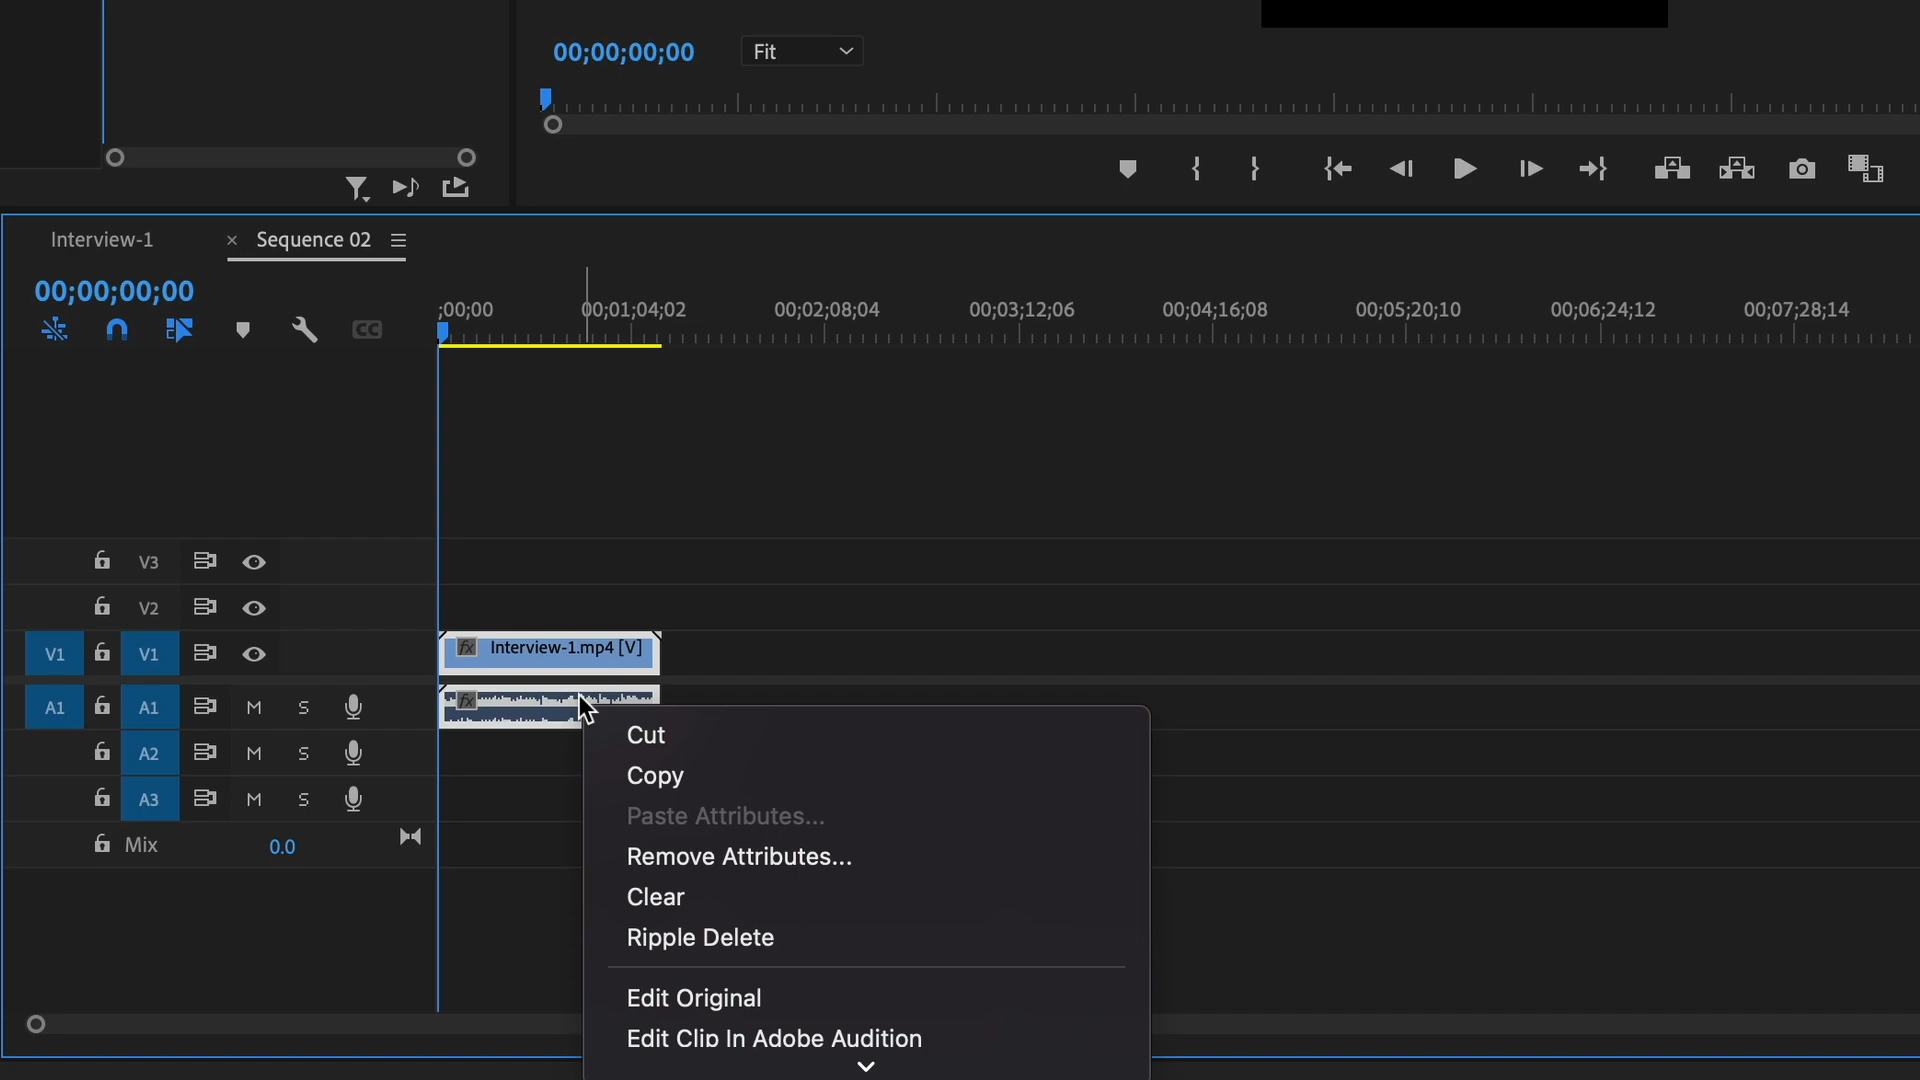 00;00;00;00 Fit
Interview-1 × Sequence 02
00;00;00;00
;00;00 00;01;04;02 00;02;08;04 00;03;12;06 00;04;16;08 00;05;20;10 00;06;24;12 00;07;28;14
CC
V3
V2
V1 V1 fx Interview-1.mp4 [V]
A1 A1 M S fx
A2 M S
A3 M S
Mix 0.0
Cut
Copy
Paste Attributes...
Remove Attributes...
Clear
Ripple Delete
Edit Original
Edit Clip In Adobe Audition